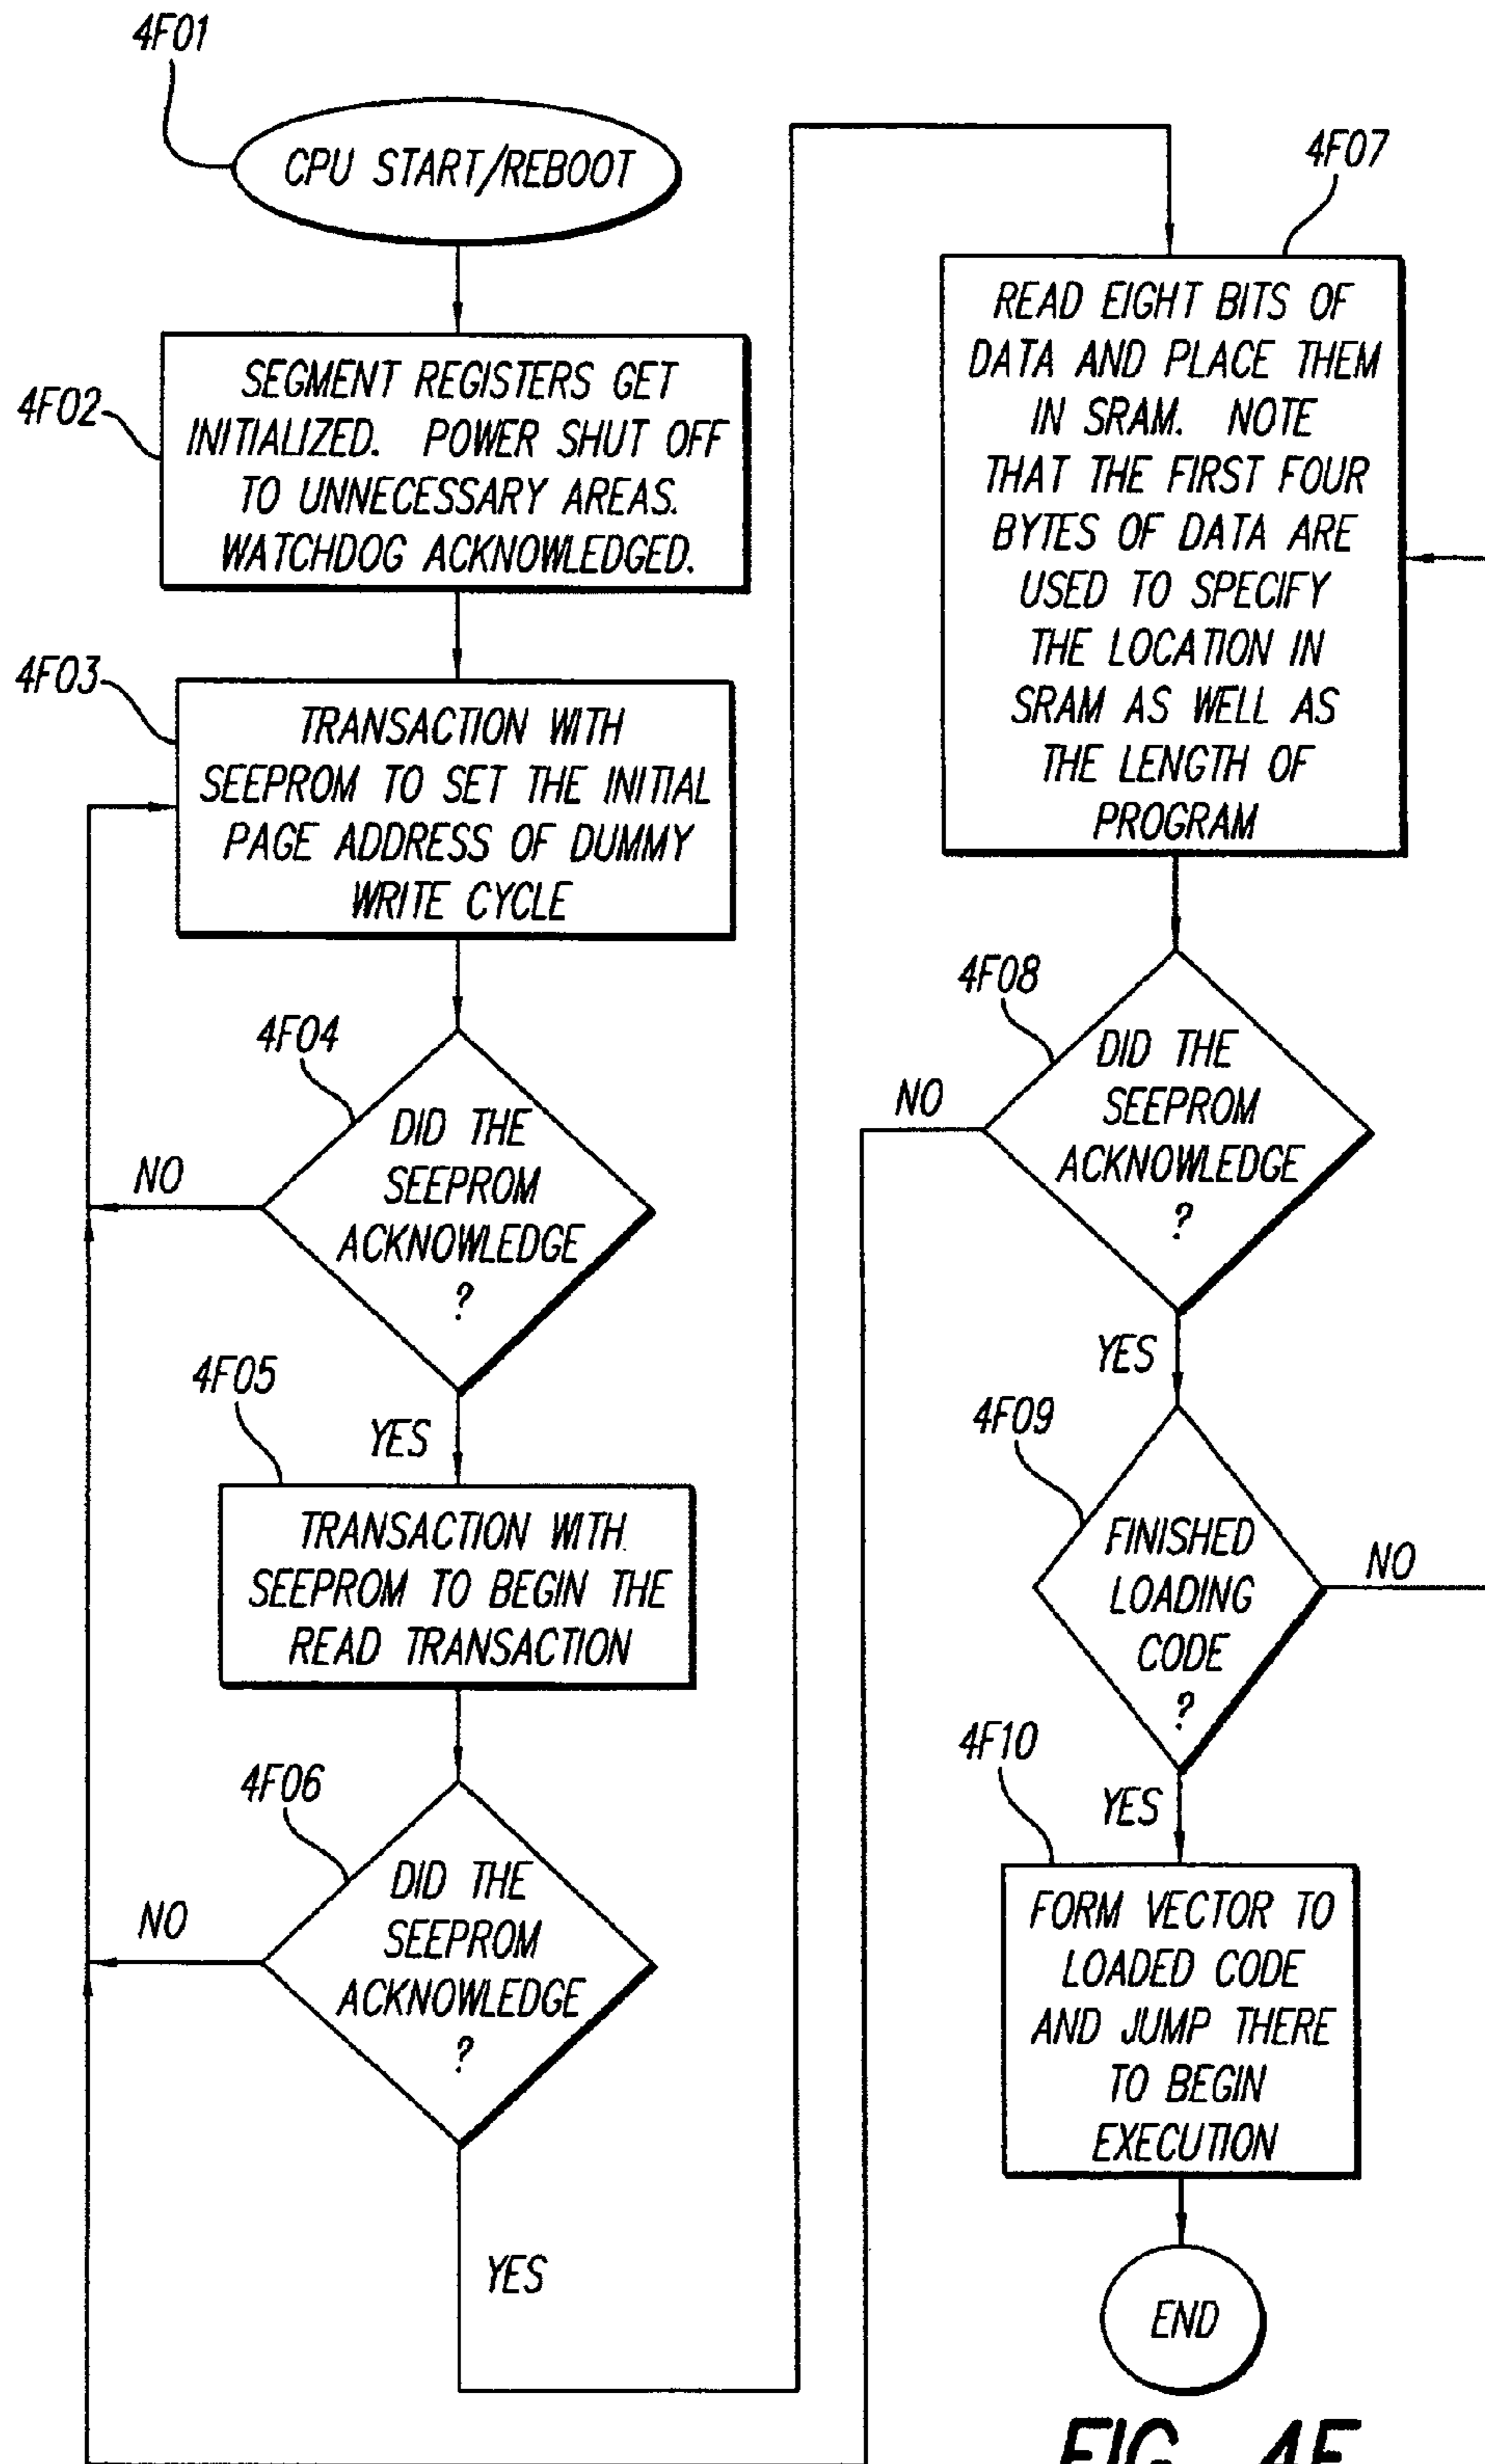 4F01
CPU START/REBOOT
4F02
SEGMENT REGISTERS GET
INITIALIZED. POWER SHUT OFF
TO UNNECESSARY AREAS.
WATCHDOG ACKNOWLEDGED.
4F03
TRANSACTION WITH
SEEPROM TO SET THE INITIAL
PAGE ADDRESS OF DUMMY
WRITE CYCLE
4F04
DID THE
SEEPROM
ACKNOWLEDGE
?
NO
YES
4F05
TRANSACTION WITH
SEEPROM TO BEGIN THE
READ TRANSACTION
4F06
DID THE
SEEPROM
ACKNOWLEDGE
?
NO
YES
4F07
READ EIGHT BITS OF
DATA AND PLACE THEM
IN SRAM. NOTE
THAT THE FIRST FOUR
BYTES OF DATA ARE
USED TO SPECIFY
THE LOCATION IN
SRAM AS WELL AS
THE LENGTH OF
PROGRAM
4F08
DID THE
SEEPROM
ACKNOWLEDGE
?
NO
YES
4F09
FINISHED
LOADING
CODE
?
NO
YES
4F10
FORM VECTOR TO
LOADED CODE
AND JUMP THERE
TO BEGIN
EXECUTION
END
FIG. 4F